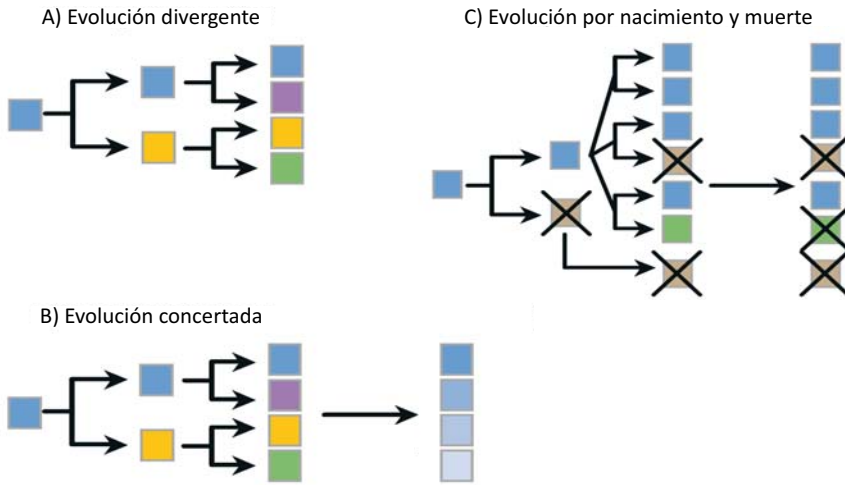 A) Evolución divergente
C) Evolución por nacimiento y muerte
B) Evolución concertada